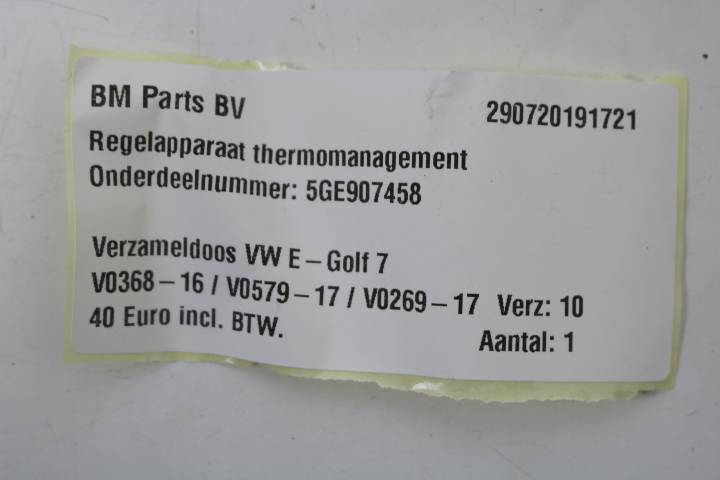 BM Parts BV 290720191721
Regelapparaat thermomanagement
Onderdeelnummer: 5GE907458
Verzameldoos VW E-Golf 7
V0368-16 / V0579-17 / V0269-17 Verz: 10
40 Euro incl. BTW. Aantal: 1